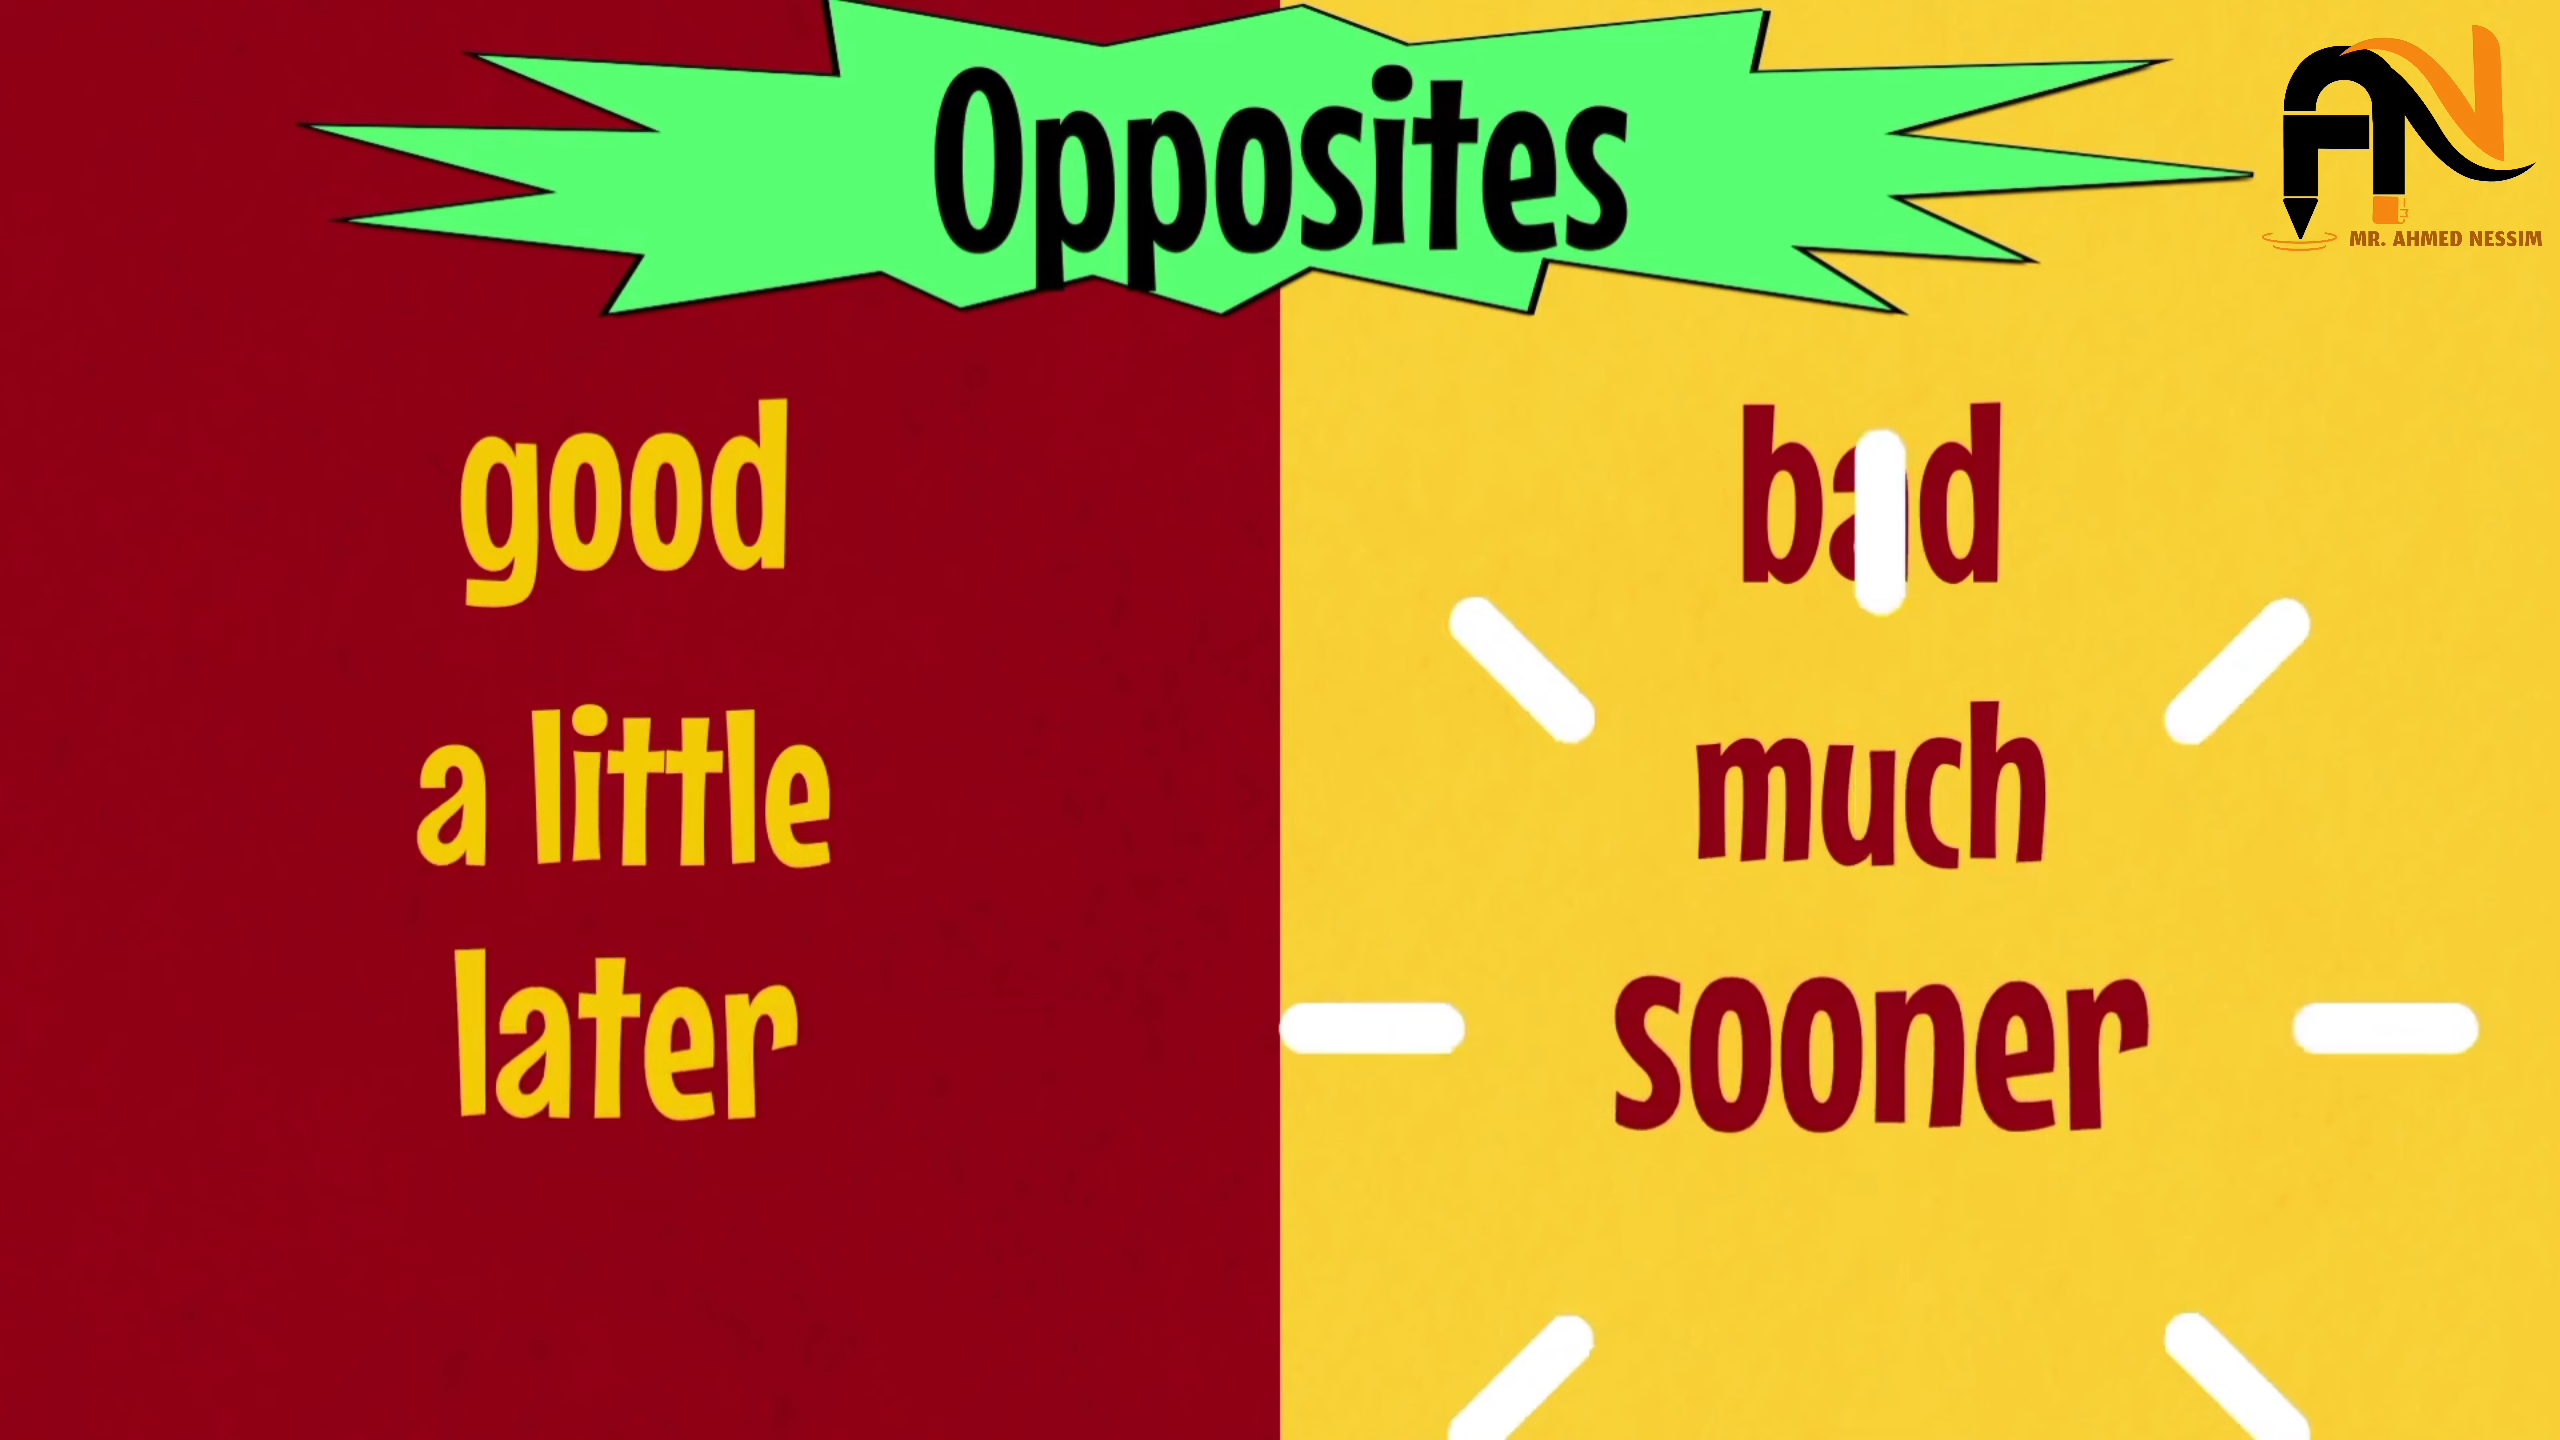 Opposites
MR. AHMED NESSIM
good
bad
a little
much
later
sooner